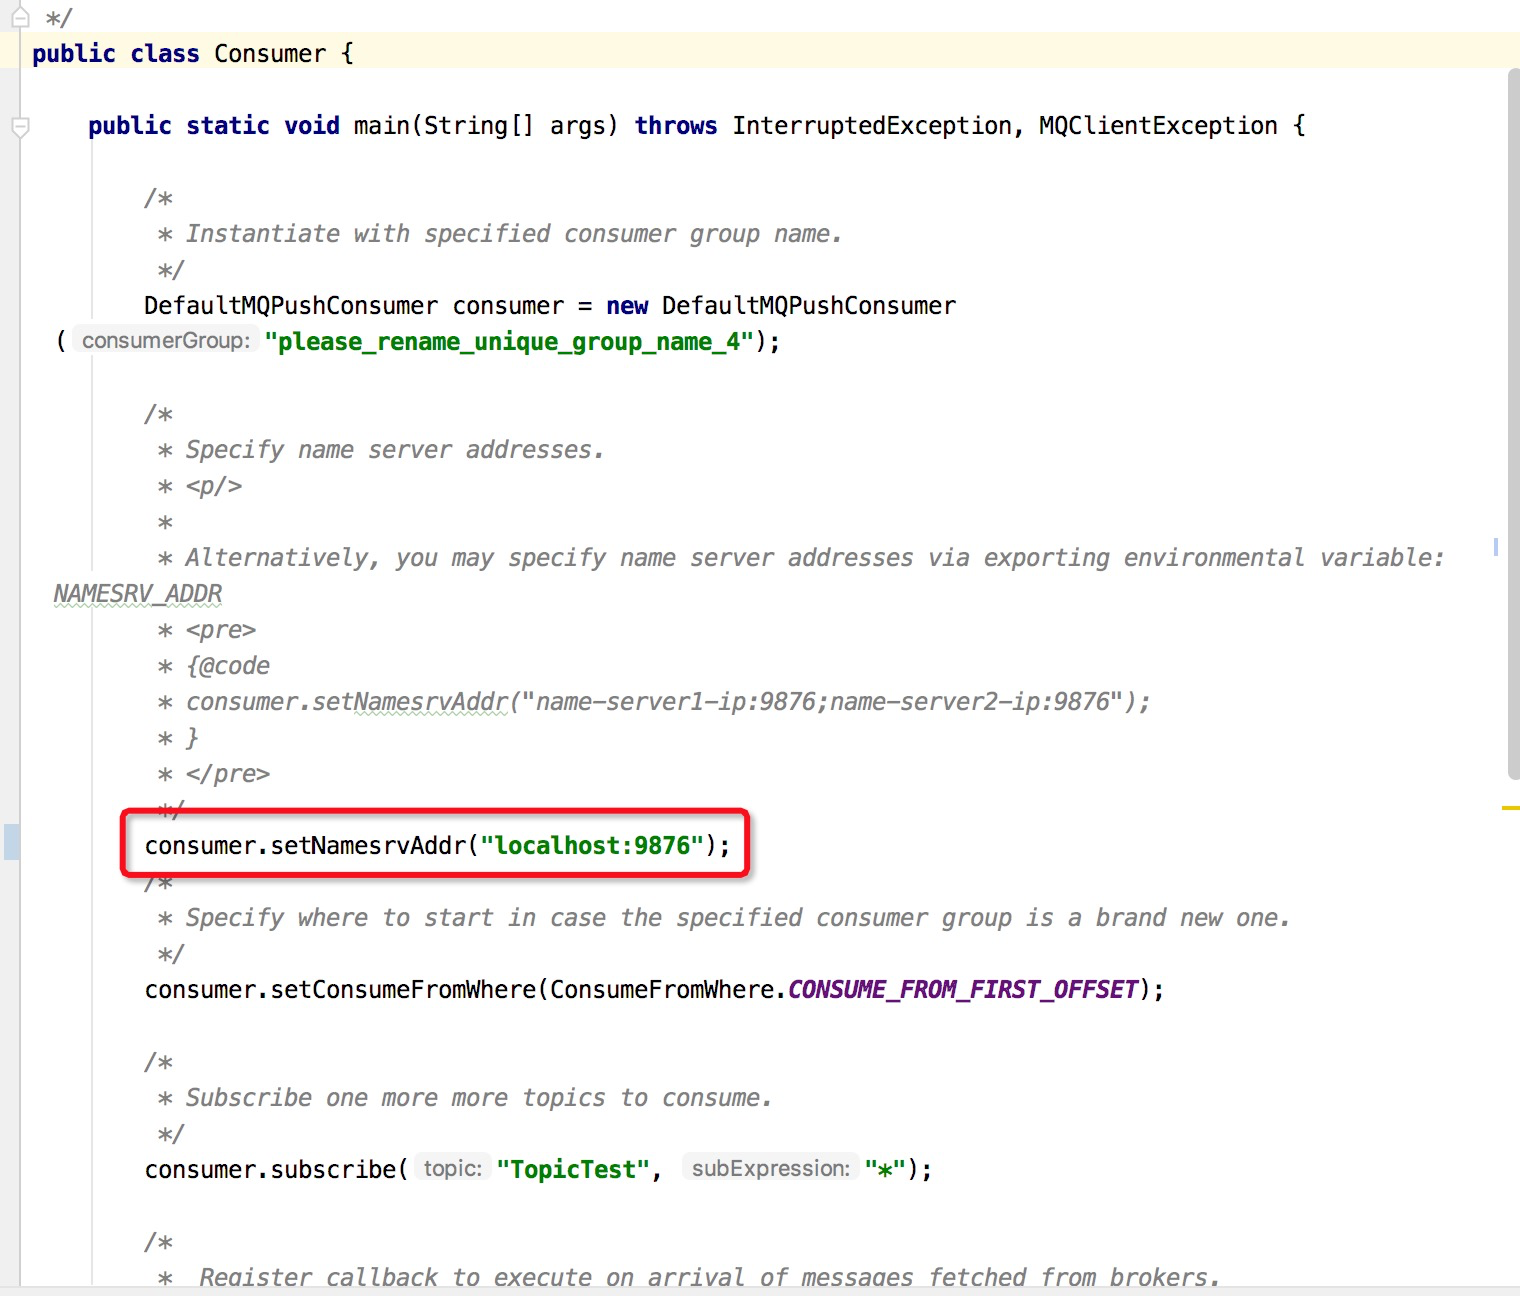 */
public class Consumer {
public static void main(String[] args) throws InterruptedException, MQClientException {
/*
* Instantiate with specified consumer group name.
*/
DefaultMQPushConsumer consumer = new DefaultMQPushConsumer
( consumerGroup: "please_rename_unique_group_name_4");
/*
* Specify name server addresses.
* <p/>
*
* Alternatively, you may specify name server addresses via exporting environmental variable:
NAMESRV_ADDR
* <pre>
* {@code
* consumer.setNamesrvAddr("name-server1-ip:9876;name-server2-ip:9876");
* }
* </pre>
*/
consumer.setNamesrvAddr("localhost:9876");
/*
* Specify where to start in case the specified consumer group is a brand new one.
*/
consumer.setConsumeFromWhere(ConsumeFromWhere.CONSUME_FROM_FIRST_OFFSET);
/*
* Subscribe one more more topics to consume.
*/
consumer.subscribe( topic: "TopicTest", subExpression: "*");
/*
* Register callback to execute on arrival of messages fetched from brokers.